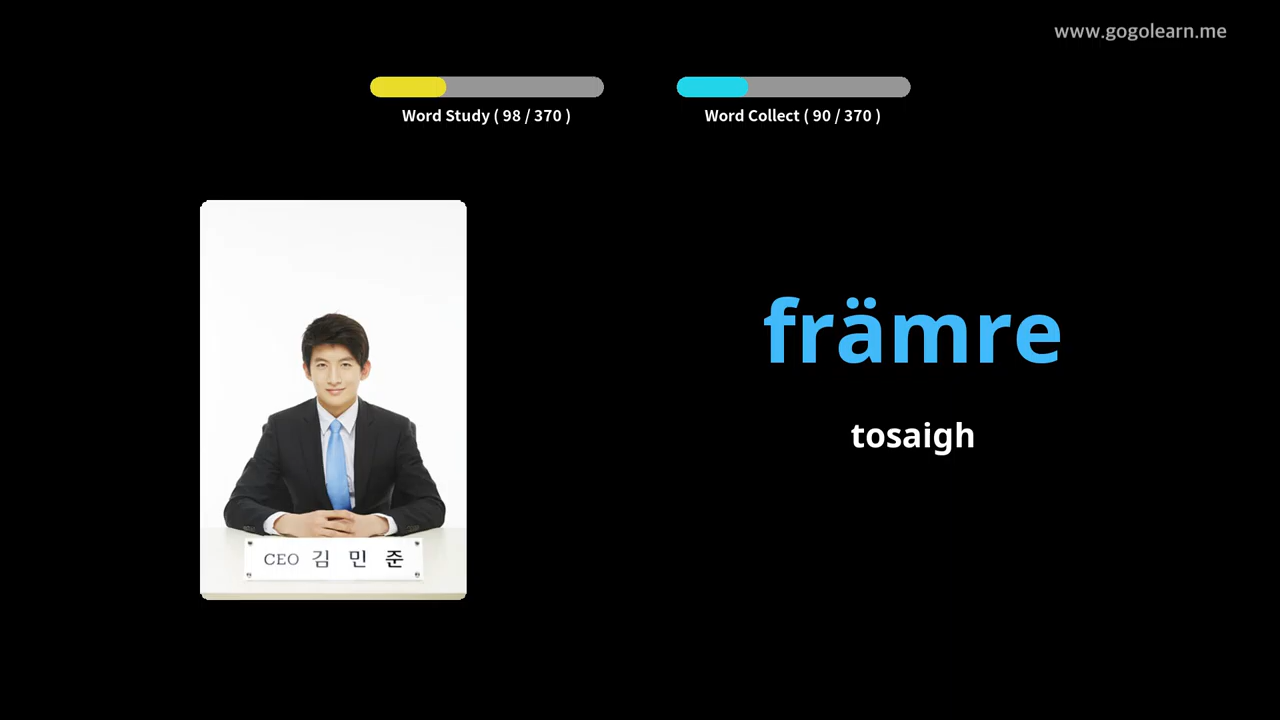 www.gogolearn.me
Word Study ( 98 / 370 )
Word Collect ( 90 / 370 )
främre
tosaigh
CEO 김 민 준